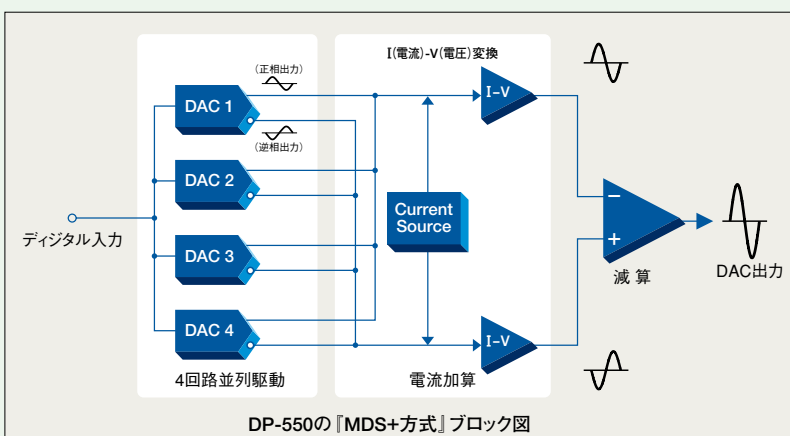 I(電流)-V(電圧)変換
(正相出力)
DAC 1
(逆相出力)
DAC 2
DAC 3
DAC 4
ディジタル入力
4回路並列駆動
I-V
Current
Source
I-V
電流加算
−
+
減 算
DAC出力
DP-550の『MDS+方式』ブロック図